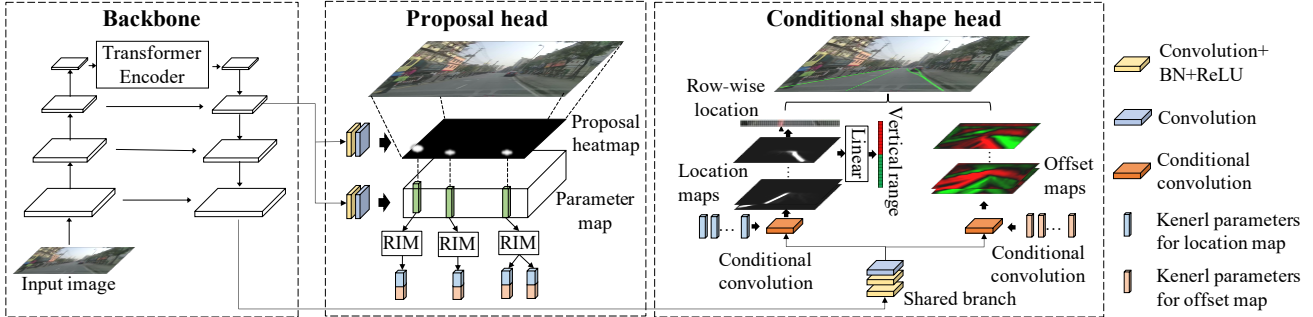 Backbone
Transformer
Encoder
Input image
Proposal head
Proposal
heatmap
Parameter
map
RIM
RIM
RIM
Conditional shape head
Row-wise
location
Location
maps
Linear
Vertical range
Offset
maps
Conditional
convolution
Conditional
convolution
Shared branch
Convolution+
BN+ReLU
Convolution
Conditional
convolution
Kenerl parameters
for location map
Kenerl parameters
for offset map